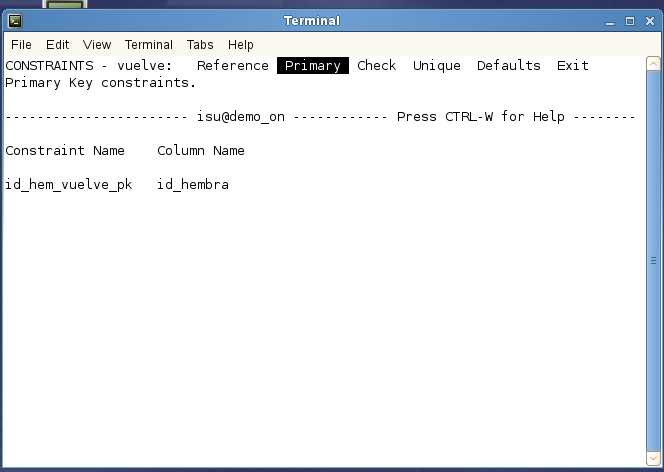 Terminal
File Edit View Terminal Tabs Help
CONSTRAINTS - vuelve: Reference Primary Check Unique Defaults Exit
Primary Key constraints.
----------------------- isu@demo_on ------------ Press CTRL-W for Help --------
Constraint Name Column Name
id_hem_vuelve_pk id_hembra